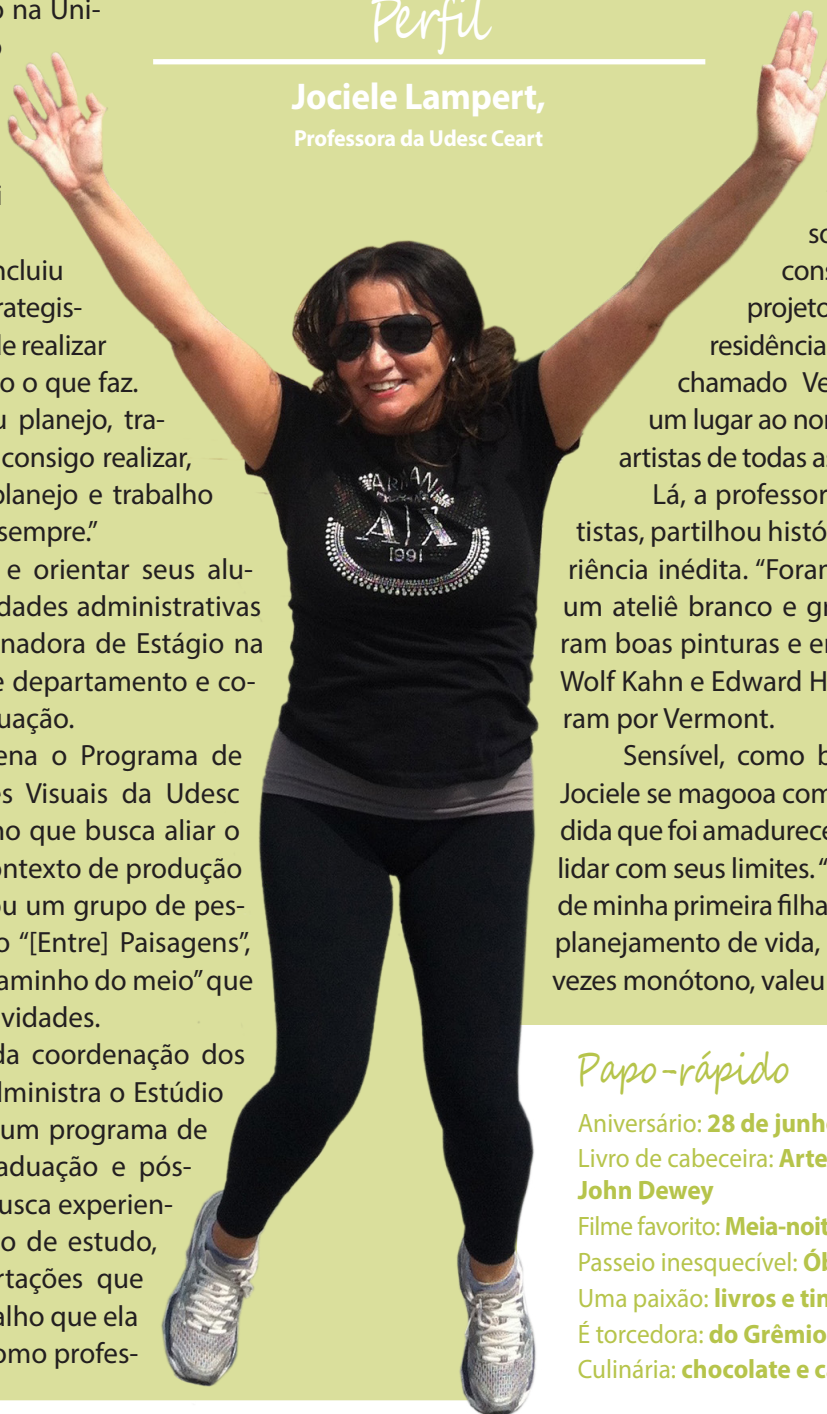 Perfil
Jociele Lampert,
Professora da Udesc Ceart
na Uni-
o que faz.
planejo, tra-
consigo realizar,
planejo e trabalho
sempre.”
e orientar seus alu-
dades administrativas
nadora de Estágio na
e departamento e co-
uação.
ena o Programa de
Visuais da Udesc
ho que busca aliar o
ontexto de produção
ou um grupo de pes-
o “[Entre] Paisagens”,
aminho do meio” que
vidades.
da coordenação dos
dministra o Estúdio
um programa de
aduação e pós-
usca experien-
o de estudo,
rtações que
alho que ela
omo profes-
projeto
residência
chamado Ve
um lugar ao nor
artistas de todas as
Lá, a professor
tistas, partilhou histó
riência inédita. “Foram
um ateliê branco e gr
ram boas pinturas e en
Wolf Kahn e Edward H
ram por Vermont.
Sensível, como b
Jociele se magooa com
dida que foi amadurece
lidar com seus limites. “
de minha primeira filha
planejamento de vida,
vezes monótono, valeu
ARMANI
A|X
1991
Papo-rápido
Aniversário: 28 de junho
Livro de cabeceira: Arte
John Dewey
Filme favorito: Meia-noit
Passeio inesquecível: Ób
Uma paixão: livros e tin
É torcedora: do Grêmio
Culinária: chocolate e c